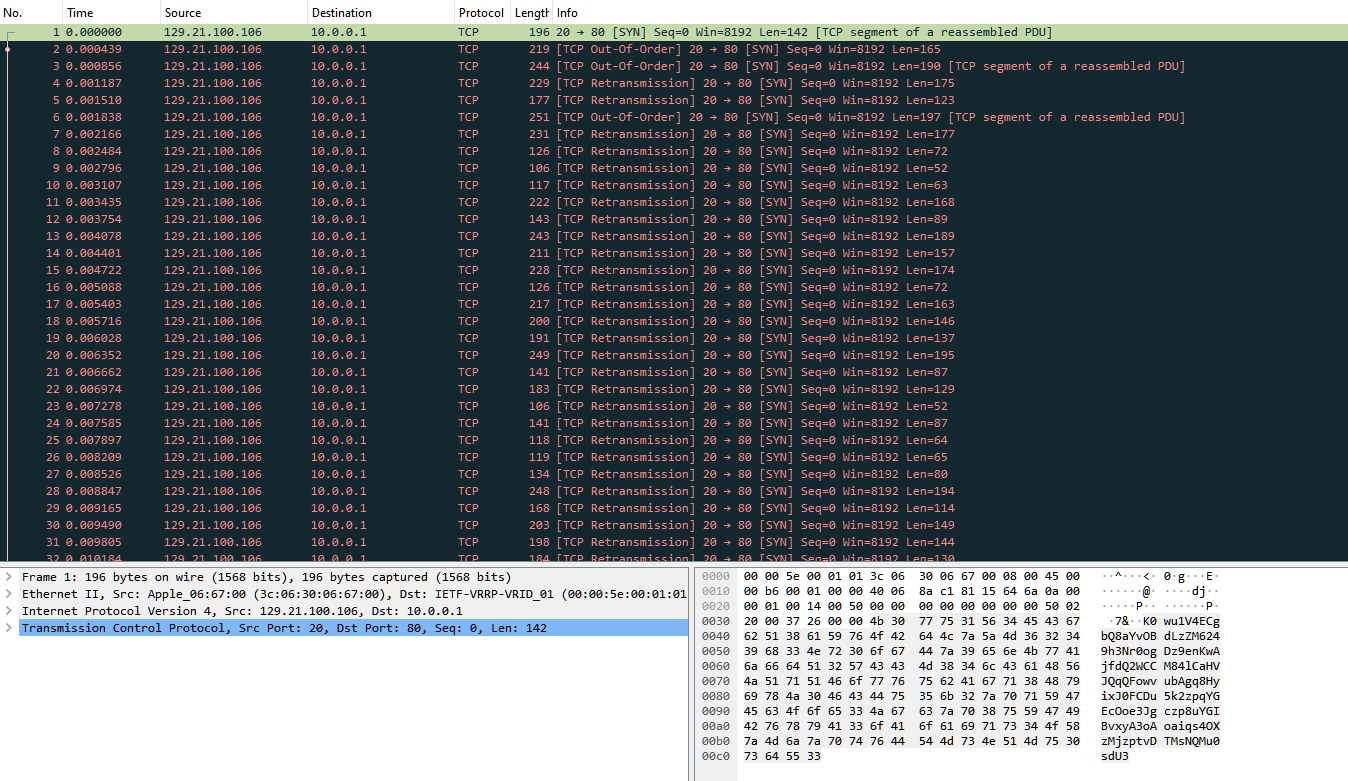 No. Time Source Destination Protocol Length Info
1 0.000000 129.21.100.106 10.0.0.1 TCP 196 20 → 80 [SYN] Seq=0 Win=8192 Len=142 [TCP segment of a reassembled PDU]
2 0.000439 129.21.100.106 10.0.0.1 TCP 219 [TCP Out-Of-Order] 20 → 80 [SYN] Seq=0 Win=8192 Len=165
3 0.000856 129.21.100.106 10.0.0.1 TCP 244 [TCP Out-Of-Order] 20 → 80 [SYN] Seq=0 Win=8192 Len=190 [TCP segment of a reassembled PDU]
4 0.001187 129.21.100.106 10.0.0.1 TCP 229 [TCP Retransmission] 20 → 80 [SYN] Seq=0 Win=8192 Len=175
5 0.001510 129.21.100.106 10.0.0.1 TCP 177 [TCP Retransmission] 20 → 80 [SYN] Seq=0 Win=8192 Len=123
6 0.001838 129.21.100.106 10.0.0.1 TCP 251 [TCP Out-Of-Order] 20 → 80 [SYN] Seq=0 Win=8192 Len=197 [TCP segment of a reassembled PDU]
7 0.002166 129.21.100.106 10.0.0.1 TCP 231 [TCP Retransmission] 20 → 80 [SYN] Seq=0 Win=8192 Len=177
8 0.002484 129.21.100.106 10.0.0.1 TCP 126 [TCP Retransmission] 20 → 80 [SYN] Seq=0 Win=8192 Len=72
9 0.002796 129.21.100.106 10.0.0.1 TCP 106 [TCP Retransmission] 20 → 80 [SYN] Seq=0 Win=8192 Len=52
10 0.003107 129.21.100.106 10.0.0.1 TCP 117 [TCP Retransmission] 20 → 80 [SYN] Seq=0 Win=8192 Len=63
11 0.003435 129.21.100.106 10.0.0.1 TCP 222 [TCP Retransmission] 20 → 80 [SYN] Seq=0 Win=8192 Len=168
12 0.003754 129.21.100.106 10.0.0.1 TCP 143 [TCP Retransmission] 20 → 80 [SYN] Seq=0 Win=8192 Len=89
13 0.004078 129.21.100.106 10.0.0.1 TCP 243 [TCP Retransmission] 20 → 80 [SYN] Seq=0 Win=8192 Len=189
14 0.004401 129.21.100.106 10.0.0.1 TCP 211 [TCP Retransmission] 20 → 80 [SYN] Seq=0 Win=8192 Len=157
15 0.004722 129.21.100.106 10.0.0.1 TCP 228 [TCP Retransmission] 20 → 80 [SYN] Seq=0 Win=8192 Len=174
16 0.005088 129.21.100.106 10.0.0.1 TCP 126 [TCP Retransmission] 20 → 80 [SYN] Seq=0 Win=8192 Len=72
17 0.005403 129.21.100.106 10.0.0.1 TCP 217 [TCP Retransmission] 20 → 80 [SYN] Seq=0 Win=8192 Len=163
18 0.005716 129.21.100.106 10.0.0.1 TCP 200 [TCP Retransmission] 20 → 80 [SYN] Seq=0 Win=8192 Len=146
19 0.006028 129.21.100.106 10.0.0.1 TCP 191 [TCP Retransmission] 20 → 80 [SYN] Seq=0 Win=8192 Len=137
20 0.006352 129.21.100.106 10.0.0.1 TCP 249 [TCP Retransmission] 20 → 80 [SYN] Seq=0 Win=8192 Len=195
21 0.006662 129.21.100.106 10.0.0.1 TCP 141 [TCP Retransmission] 20 → 80 [SYN] Seq=0 Win=8192 Len=87
22 0.006974 129.21.100.106 10.0.0.1 TCP 183 [TCP Retransmission] 20 → 80 [SYN] Seq=0 Win=8192 Len=129
23 0.007278 129.21.100.106 10.0.0.1 TCP 106 [TCP Retransmission] 20 → 80 [SYN] Seq=0 Win=8192 Len=52
24 0.007585 129.21.100.106 10.0.0.1 TCP 141 [TCP Retransmission] 20 → 80 [SYN] Seq=0 Win=8192 Len=87
25 0.007897 129.21.100.106 10.0.0.1 TCP 118 [TCP Retransmission] 20 → 80 [SYN] Seq=0 Win=8192 Len=64
26 0.008209 129.21.100.106 10.0.0.1 TCP 119 [TCP Retransmission] 20 → 80 [SYN] Seq=0 Win=8192 Len=65
27 0.008526 129.21.100.106 10.0.0.1 TCP 134 [TCP Retransmission] 20 → 80 [SYN] Seq=0 Win=8192 Len=80
28 0.008847 129.21.100.106 10.0.0.1 TCP 248 [TCP Retransmission] 20 → 80 [SYN] Seq=0 Win=8192 Len=194
29 0.009165 129.21.100.106 10.0.0.1 TCP 168 [TCP Retransmission] 20 → 80 [SYN] Seq=0 Win=8192 Len=114
30 0.009490 129.21.100.106 10.0.0.1 TCP 203 [TCP Retransmission] 20 → 80 [SYN] Seq=0 Win=8192 Len=149
31 0.009805 129.21.100.106 10.0.0.1 TCP 198 [TCP Retransmission] 20 → 80 [SYN] Seq=0 Win=8192 Len=144
32 0.010184 129.21.100.106 10.0.0.1 TCP 184 [TCP Retransmission] 20 → 80 [SYN] Seq=0 Win=8192 Len=130
Frame 1: 196 bytes on wire (1568 bits), 196 bytes captured (1568 bits)
Ethernet II, Src: Apple_06:67:00 (3c:06:30:06:67:00), Dst: IETF-VRRP-VRID_01 (00:00:5e:00:01:01
Internet Protocol Version 4, Src: 129.21.100.106, Dst: 10.0.0.1
Transmission Control Protocol, Src Port: 20, Dst Port: 80, Seq: 0, Len: 142
0000 00 00 5e 00 01 01 3c 06 30 06 67 00 08 00 45 00 ··^···<· 0·g···E·
0010 00 b6 00 01 00 00 40 06 8a c1 81 15 64 6a 0a 00 ······@· ····dj··
0020 00 01 00 14 00 50 00 00 00 00 00 00 00 00 50 02 ·····P·· ······P·
0030 20 00 37 26 00 00 4b 30 77 75 31 56 34 45 43 67 ·7&··K0 wu1V4ECg
0040 62 51 38 61 59 76 4f 42 64 4c 7a 5a 4d 36 32 34 bQ8aYvOB dLzZM624
0050 39 68 33 4e 72 30 6f 67 44 7a 39 65 6e 4b 77 41 9h3Nr0og Dz9enKwA
0060 6a 66 64 51 32 57 43 43 4d 38 34 6c 43 61 48 56 jfdQ2WCC M84lCaHV
0070 4a 51 71 51 46 6f 77 76 75 62 41 67 71 38 48 79 JQqQFowv ubAgq8Hy
0080 69 78 4a 30 46 43 44 75 35 6b 32 7a 70 71 59 47 ixJ0FCDu 5k2zpqYG
0090 45 63 4f 6f 65 33 4a 67 63 7a 70 38 75 59 47 49 EcOoe3Jg czp8uYGI
00a0 42 76 78 79 41 33 6f 41 6f 61 69 71 73 34 4f 58 BvxyA3oA oaiqs4OX
00b0 7a 4d 6a 7a 70 74 76 44 54 4d 73 4e 51 4d 75 30 zMjzptvD TMsNQMu0
00c0 73 64 55 33 sdU3